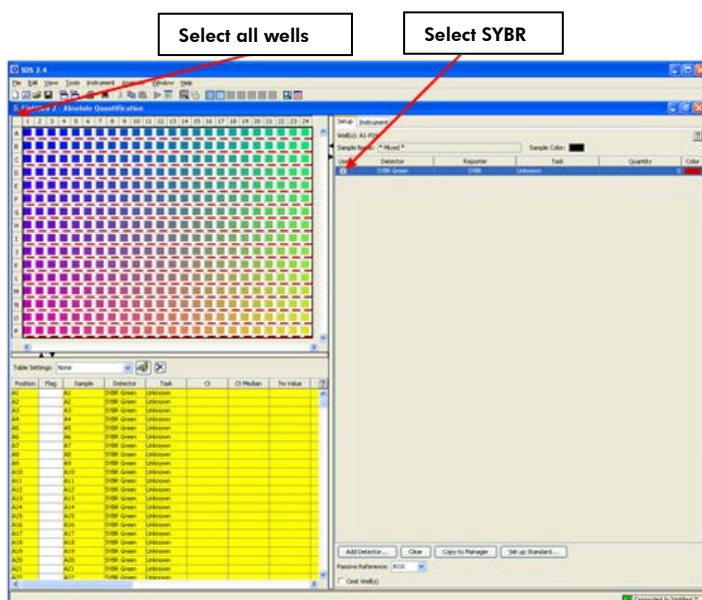 Select all wells
Select SYBR
SDS 2.4
File Edit View Tools Instrument Analysis Window Help
Absolute Quantification
Setup Instrument
1 2 3 4 5 6 7 8 9 10 11 12 13 14 15 16 17 18 19 20 21 22 23 24
A
B
C
D
E
F
G
H
I
J
K
L
M
N
O
P
Well(s): A1-P24
Sample Name: * Mixed * Sample Color:
Use Detector Reporter Task Quantity Color
SYBR Green SYBR Unknown 0
Table Settings: None
Position Flag Sample Detector Task Ct Ct Median
A1 A1 SYBR Green Unknown
A2 A2 SYBR Green Unknown
A3 A3 SYBR Green Unknown
A4 A4 SYBR Green Unknown
A5 A5 SYBR Green Unknown
A6 A6 SYBR Green Unknown
A7 A7 SYBR Green Unknown
A8 A8 SYBR Green Unknown
A9 A9 SYBR Green Unknown
A10 A10 SYBR Green Unknown
A11 A11 SYBR Green Unknown
A12 A12 SYBR Green Unknown
A13 A13 SYBR Green Unknown
A14 A14 SYBR Green Unknown
A15 A15 SYBR Green Unknown
A16 A16 SYBR Green Unknown
A17 A17 SYBR Green Unknown
A18 A18 SYBR Green Unknown
A19 A19 SYBR Green Unknown
A20 A20 SYBR Green Unknown
A21 A21 SYBR Green Unknown
A22 A22 SYBR Green Unknown
Add Detector... Clear Copy to Manager Set up Standard...
Passive Reference: ROX
Omit Well(s)